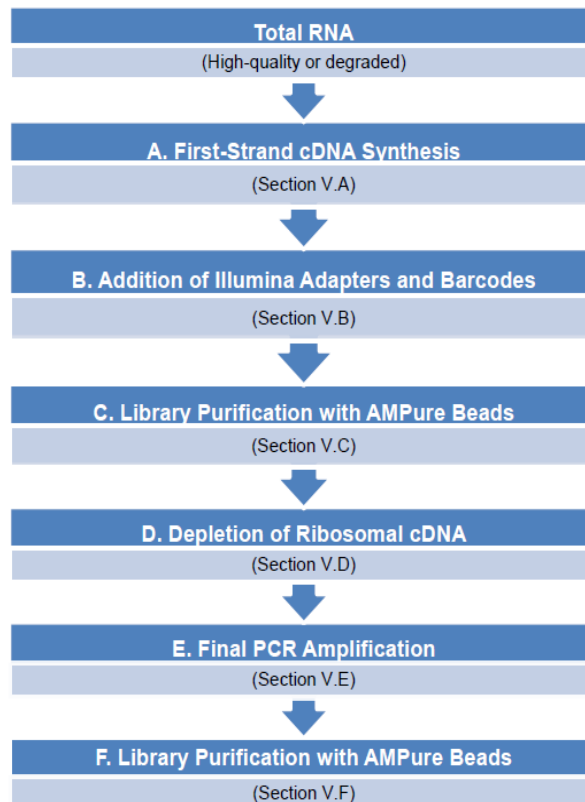 Total RNA
(High-quality or degraded)
A. First-Strand cDNA Synthesis
(Section V.A)
B. Addition of Illumina Adapters and Barcodes
(Section V.B)
C. Library Purification with AMPure Beads
(Section V.C)
D. Depletion of Ribosomal cDNA
(Section V.D)
E. Final PCR Amplification
(Section V.E)
F. Library Purification with AMPure Beads
(Section V.F)